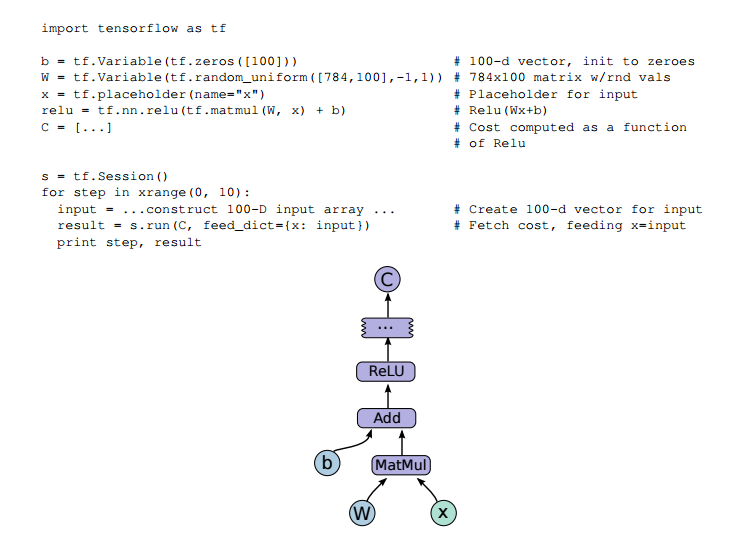 import tensorflow as tf
b = tf.Variable(tf.zeros([100])) # 100-d vector, init to zeroes
W = tf.Variable(tf.random_uniform([784,100],-1,1)) # 784x100 matrix w/rnd vals
x = tf.placeholder(name="x") # Placeholder for input
relu = tf.nn.relu(tf.matmul(W, x) + b) # Relu(Wx+b)
C = [...] # Cost computed as a function
# of Relu
s = tf.Session()
for step in xrange(0, 10):
input = ...construct 100-D input array ... # Create 100-d vector for input
result = s.run(C, feed_dict={x: input}) # Fetch cost, feeding x=input
print step, result
C
...
ReLU
Add
b
MatMul
W
x